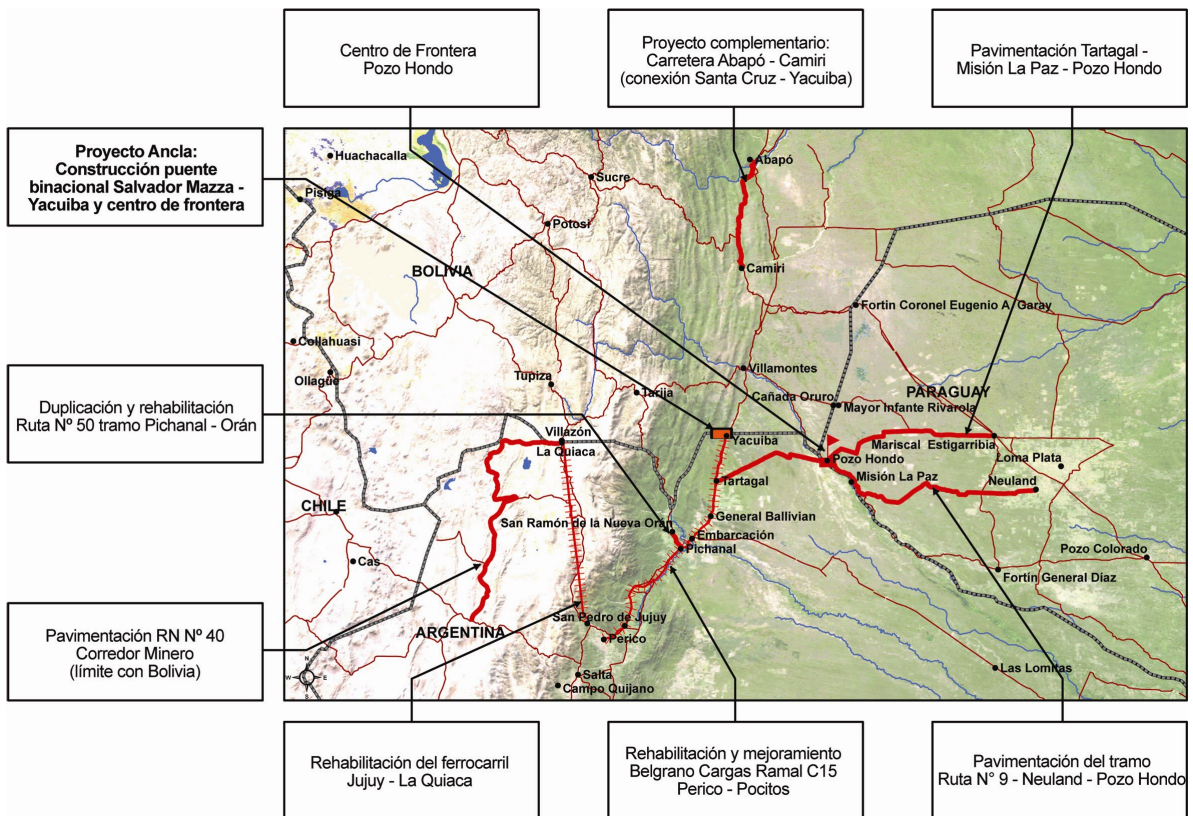 Centro de Frontera
Pozo Hondo
Proyecto complementario:
Carretera Abapó - Camiri
(conexión Santa Cruz - Yacuiba)
Pavimentación Tartagal -
Misión La Paz - Pozo Hondo
Proyecto Ancla:
Construcción puente
binacional Salvador Mazza -
Yacuiba y centro de frontera
Duplicación y rehabilitación
Ruta Nº 50 tramo Pichanal - Orán
Pavimentación RN Nº 40
Corredor Minero
(límite con Bolivia)
Huachacalla
Abapó
Sucre
Pisiga
Potosi
BOLIVIA
Camiri
Fortin Coronel Eugenio A. Garay
Collahuasi
Ollague
Villamontes
Tupiza
Tarija
Cañada Oruro
PARAGUAY
Mayor Infante Rivarola
Villazón
Yacuiba
La Quiaca
Mariscal Estigarribia
Pozo Hondo
Loma Plata
Tartagal
Misión La Paz
Neuland
CHILE
General Ballivian
San Ramón de la Nueva Orán
Embarcación
Pichanal
Pozo Colorado
Cas
Fortín General Diaz
San Pedro de Jujuy
ARGENTINA
Perico
Las Lomitas
Salta
Campo Quijano
N
W
E
S
Rehabilitación del ferrocarril
Jujuy - La Quiaca
Rehabilitación y mejoramiento
Belgrano Cargas Ramal C15
Perico - Pocitos
Pavimentación del tramo
Ruta N° 9 - Neuland - Pozo Hondo